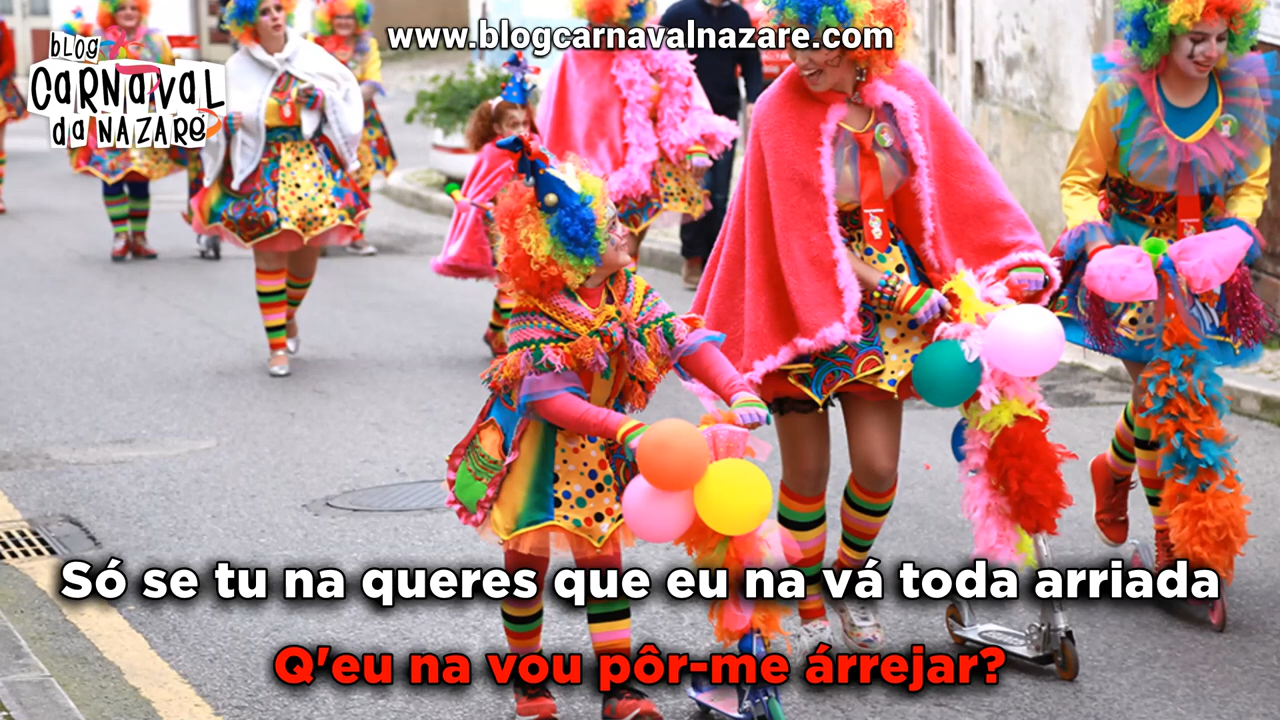 www.blogcarnavalnazare.com
blog
CARNAVAL
da NAZARÉ
Só se tu na queres que eu na vá toda arriada
Q'eu na vou pôr-me árrejar?